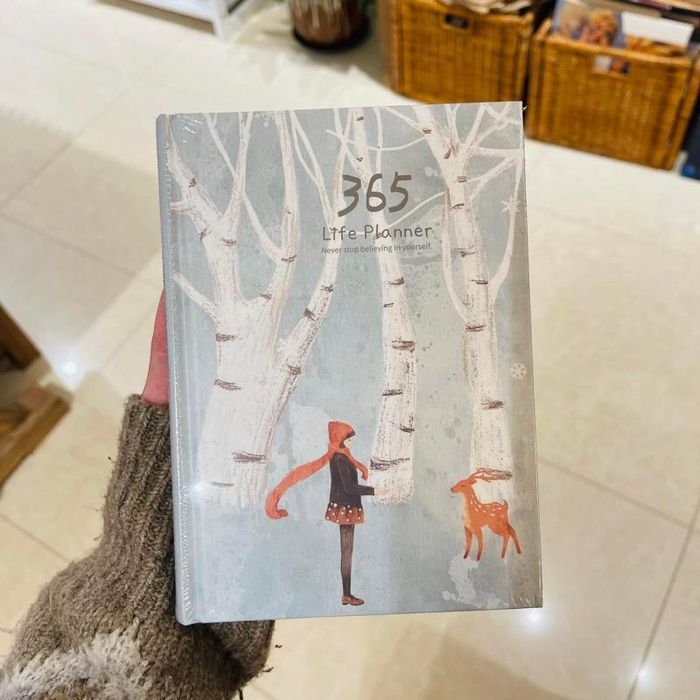 365
Life Planner
Never stop believing in yourself.